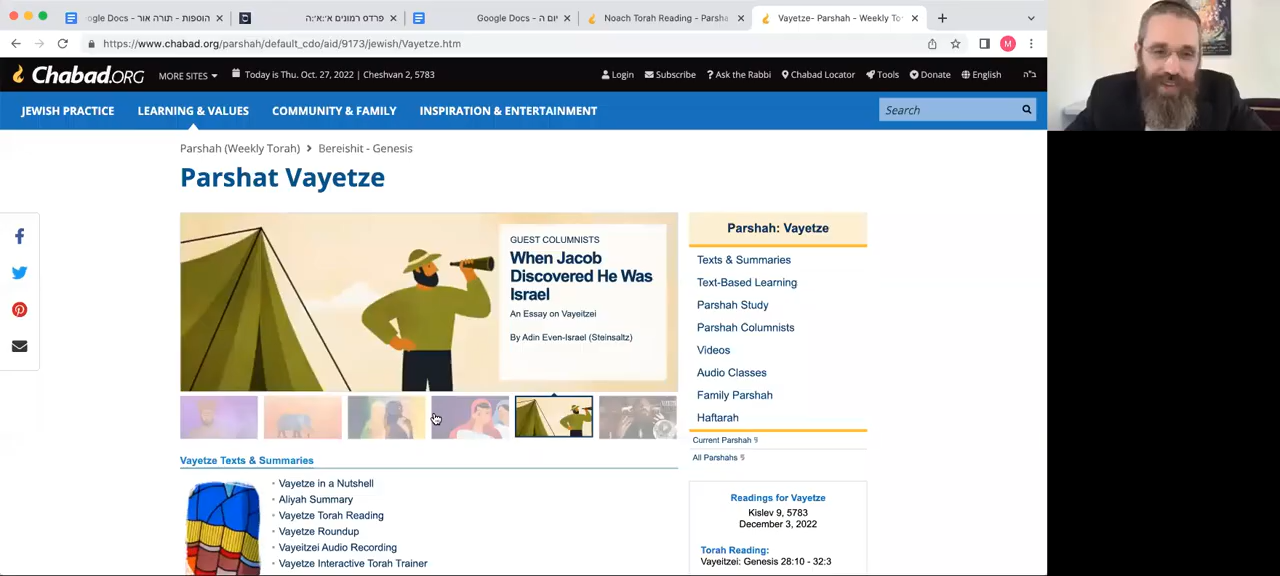 ogle Docs - הוספות - תורה אור
פרדס רמונים א׳:א׳:ה
Google Docs - יום ה
Noach Torah Reading - Parsha
Vayetze- Parshah - Weekly To
https://www.chabad.org/parshah/default_cdo/aid/9173/jewish/Vayetze.htm
M
Chabad.ORG
MORE SITES
Today is Thu. Oct. 27, 2022 | Cheshvan 2, 5783
Login
Subscribe
Ask the Rabbi
Chabad Locator
Tools
Donate
English
ב"ה
JEWISH PRACTICE
LEARNING & VALUES
COMMUNITY & FAMILY
INSPIRATION & ENTERTAINMENT
Search
Parshah (Weekly Torah) > Bereishit - Genesis
Parshat Vayetze
GUEST COLUMNISTS
When Jacob
Discovered He Was
Israel
An Essay on Vayeitzei
By Adin Even-Israel (Steinsaltz)
Vayetze Texts & Summaries
Vayetze in a Nutshell
Aliyah Summary
Vayetze Torah Reading
Vayetze Roundup
Vayeitzei Audio Recording
Vayetze Interactive Torah Trainer
Parshah: Vayetze
Texts & Summaries
Text-Based Learning
Parshah Study
Parshah Columnists
Videos
Audio Classes
Family Parshah
Haftarah
Current Parshah
All Parshahs
Readings for Vayetze
Kislev 9, 5783
December 3, 2022
Torah Reading:
Vayeitzei: Genesis 28:10 - 32:3